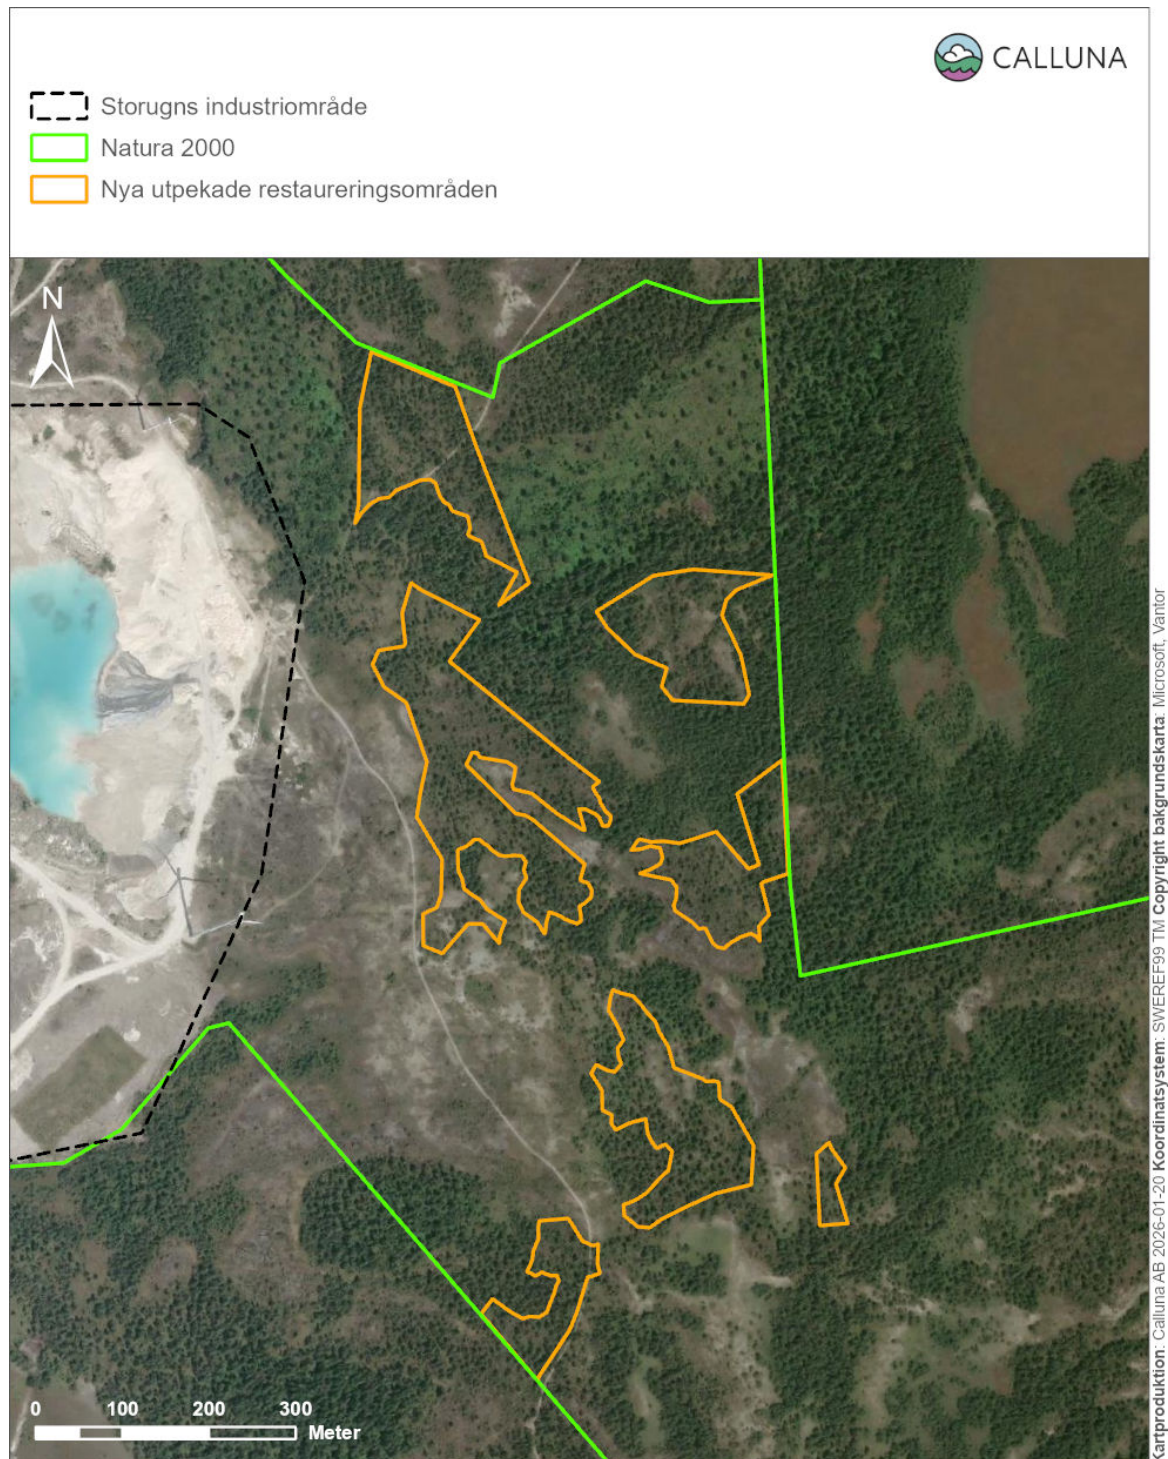 CALLUNA
Storugns industriområde
Natura 2000
Nya utpekade restaureringsområden
N
0 100 200 300
Meter
Kartproduktion: Calluna AB 2026-01-20 Koordinatsystem: SWEREF99 TM Copyright bakgrundskarta: Microsoft, Vantor